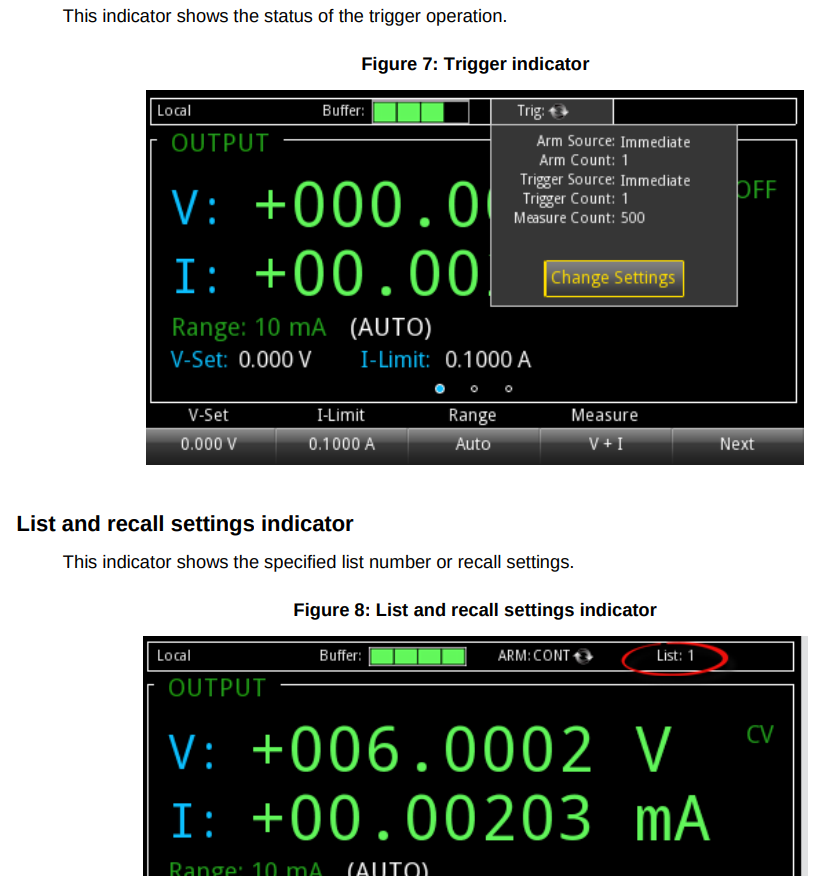 This indicator shows the status of the trigger operation.
Figure 7: Trigger indicator
Local Buffer: Trig:
OUTPUT
Arm Source: Immediate
Arm Count: 1
Trigger Source: Immediate
Trigger Count: 1
Measure Count: 500
OFF
V: +000.0
I: +00.00
Change Settings
Range: 10 mA (AUTO)
V-Set: 0.000 V I-Limit: 0.1000 A
V-Set I-Limit Range Measure
0.000 V 0.1000 A Auto V + I Next
List and recall settings indicator
This indicator shows the specified list number or recall settings.
Figure 8: List and recall settings indicator
Local Buffer: ARM:CONT List: 1
OUTPUT
V: +006.0002 V CV
I: +00.00203 mA
Range: 10 mA (AUTO)